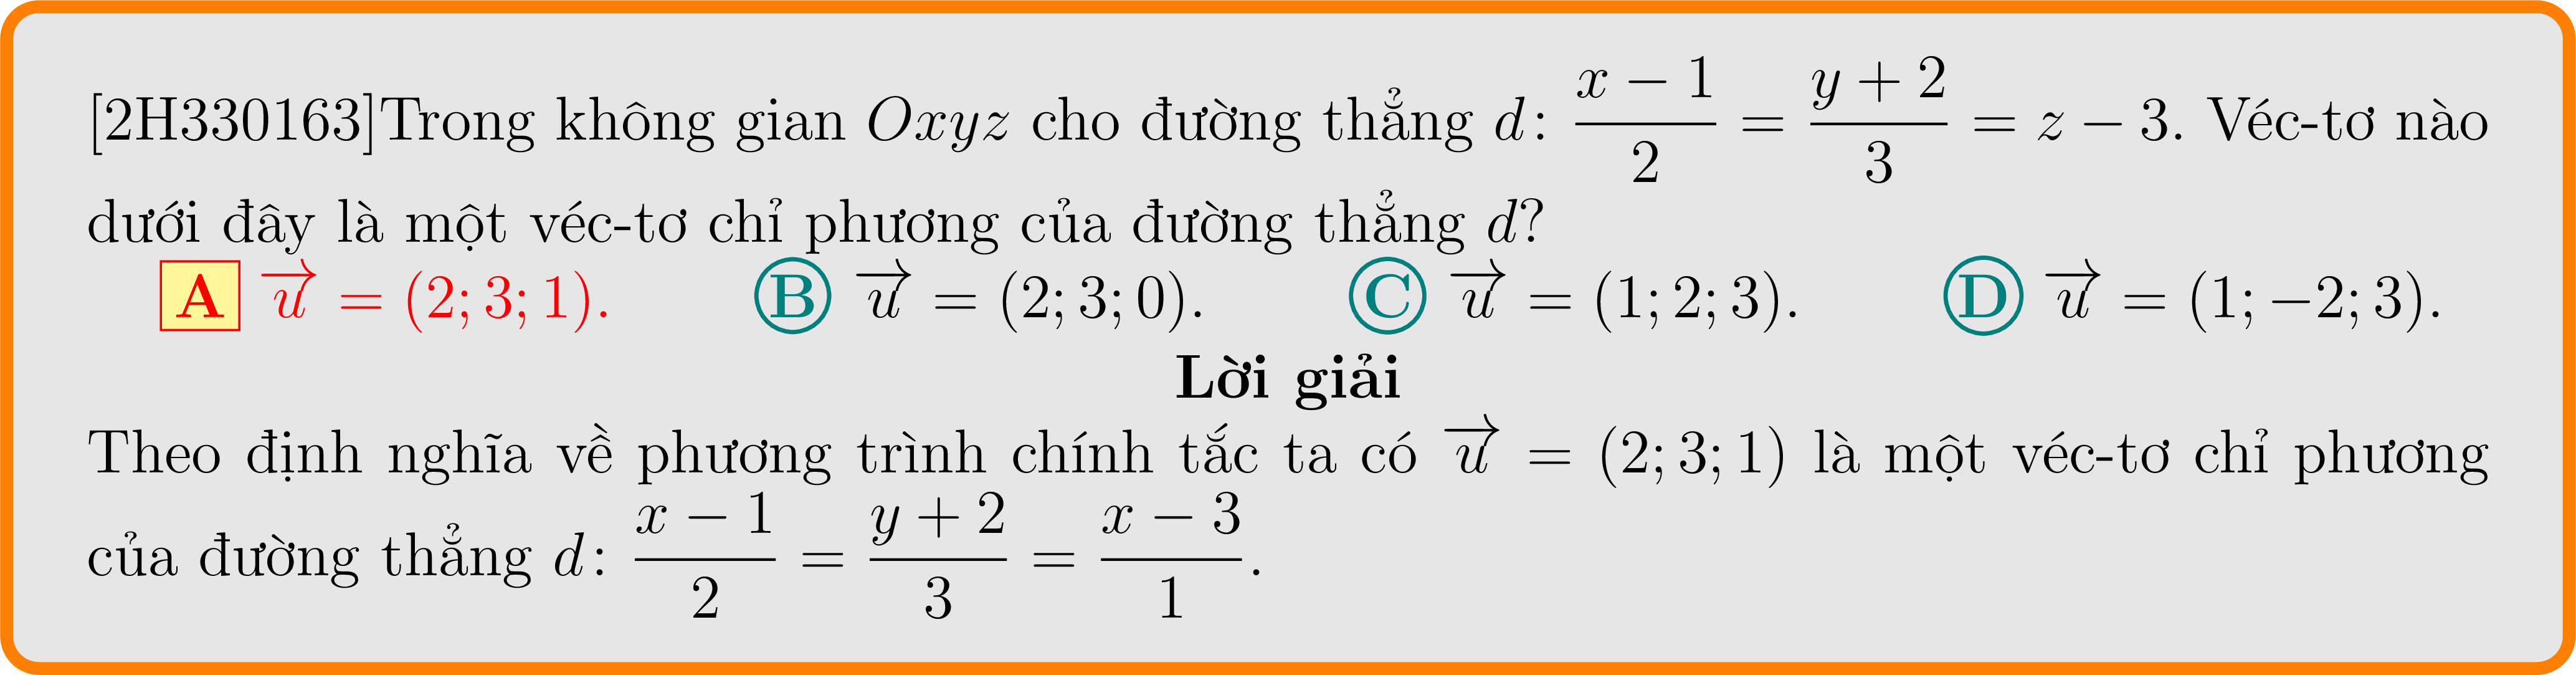 [2H330163]Trong không gian Oxyz cho đường thẳng d: \frac{x-1}{2} = \frac{y+2}{3} = z - 3. Véc-tơ nào
dưới đây là một véc-tơ chỉ phương của đường thẳng d?
A \overrightarrow{u} = (2; 3; 1). B \overrightarrow{u} = (2; 3; 0). C \overrightarrow{u} = (1; 2; 3). D \overrightarrow{u} = (1; -2; 3).
Lời giải
Theo định nghĩa về phương trình chính tắc ta có \overrightarrow{u} = (2; 3; 1) là một véc-tơ chỉ phương
của đường thẳng d: \frac{x-1}{2} = \frac{y+2}{3} = \frac{x-3}{1}.